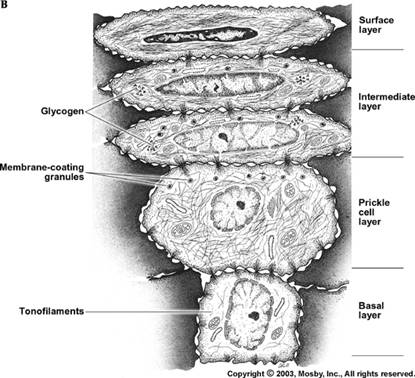 B
Surface
layer
Glycogen
Intermediate
layer
Membrane-coating
granules
Prickle
cell
layer
Tonofilaments
Basal
layer
Copyright © 2003, Mosby, Inc., All rights reserved.